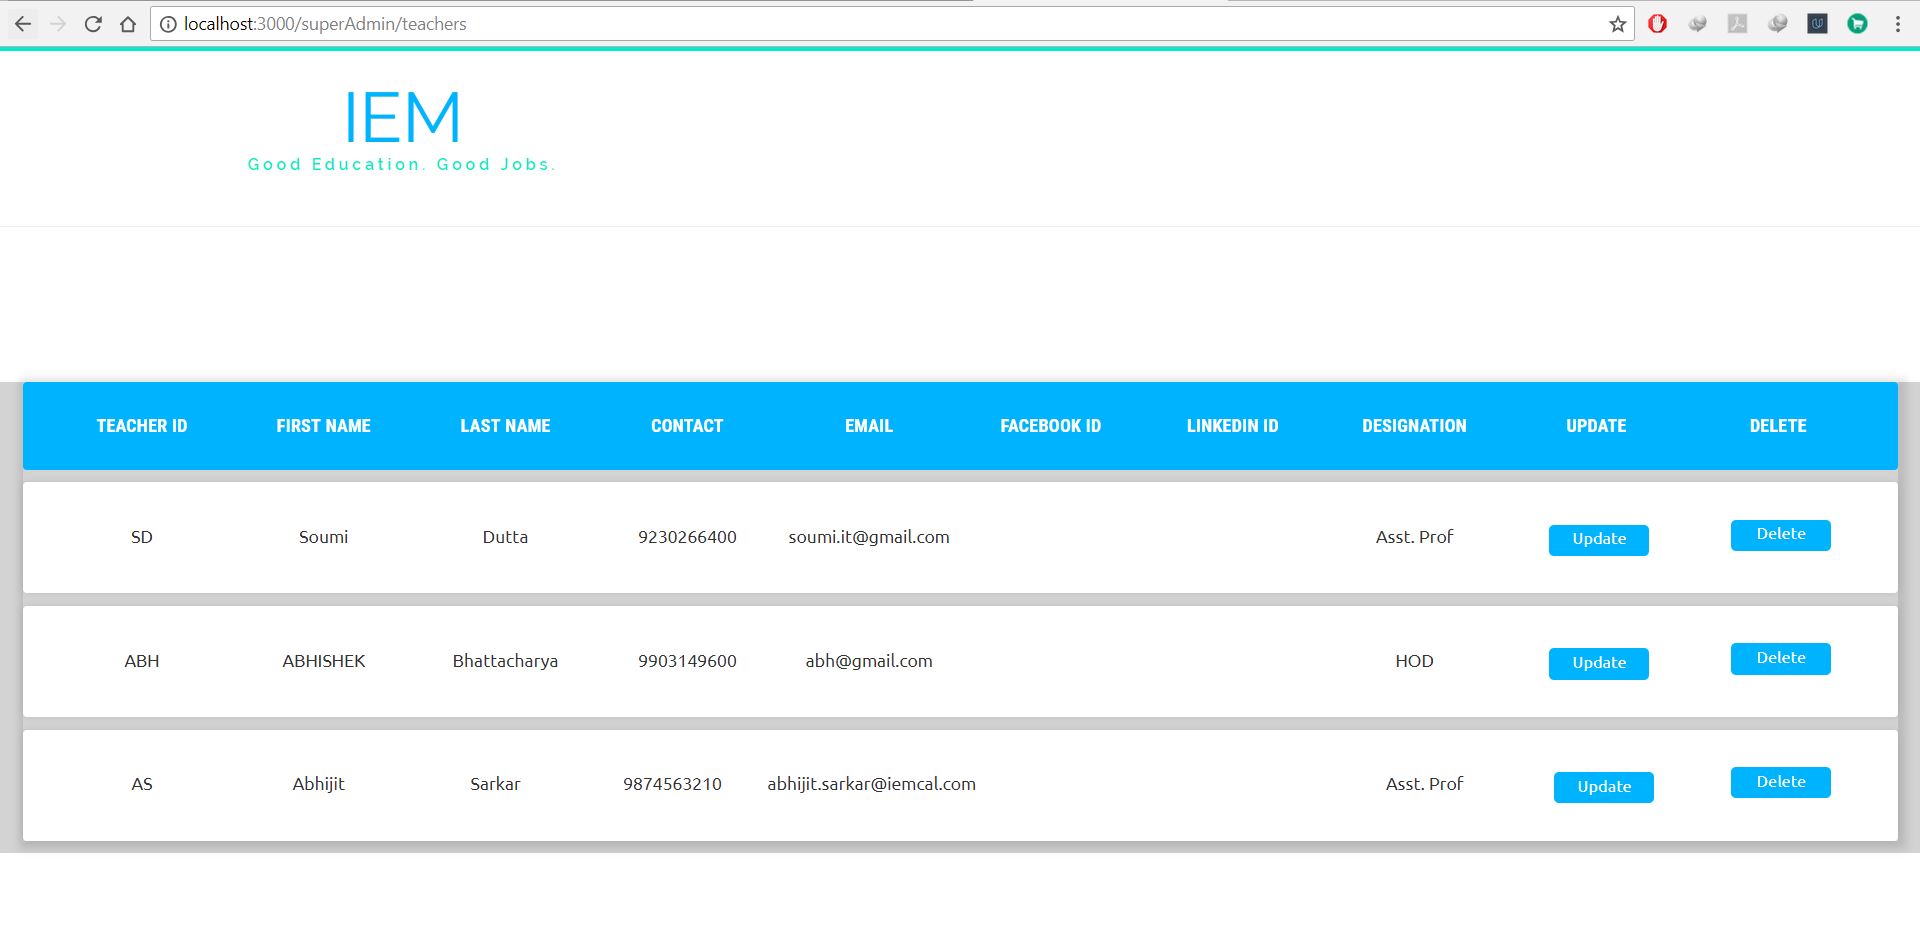 localhost:3000/superAdmin/teachers
IEM
Good Education. Good Jobs.
TEACHER ID FIRST NAME LAST NAME CONTACT EMAIL FACEBOOK ID LINKEDIN ID DESIGNATION UPDATE DELETE
SD Soumi Dutta 9230266400 soumi.it@gmail.com Asst. Prof Update Delete
ABH ABHISHEK Bhattacharya 9903149600 abh@gmail.com HOD Update Delete
AS Abhijit Sarkar 9874563210 abhijit.sarkar@iemcal.com Asst. Prof Update Delete